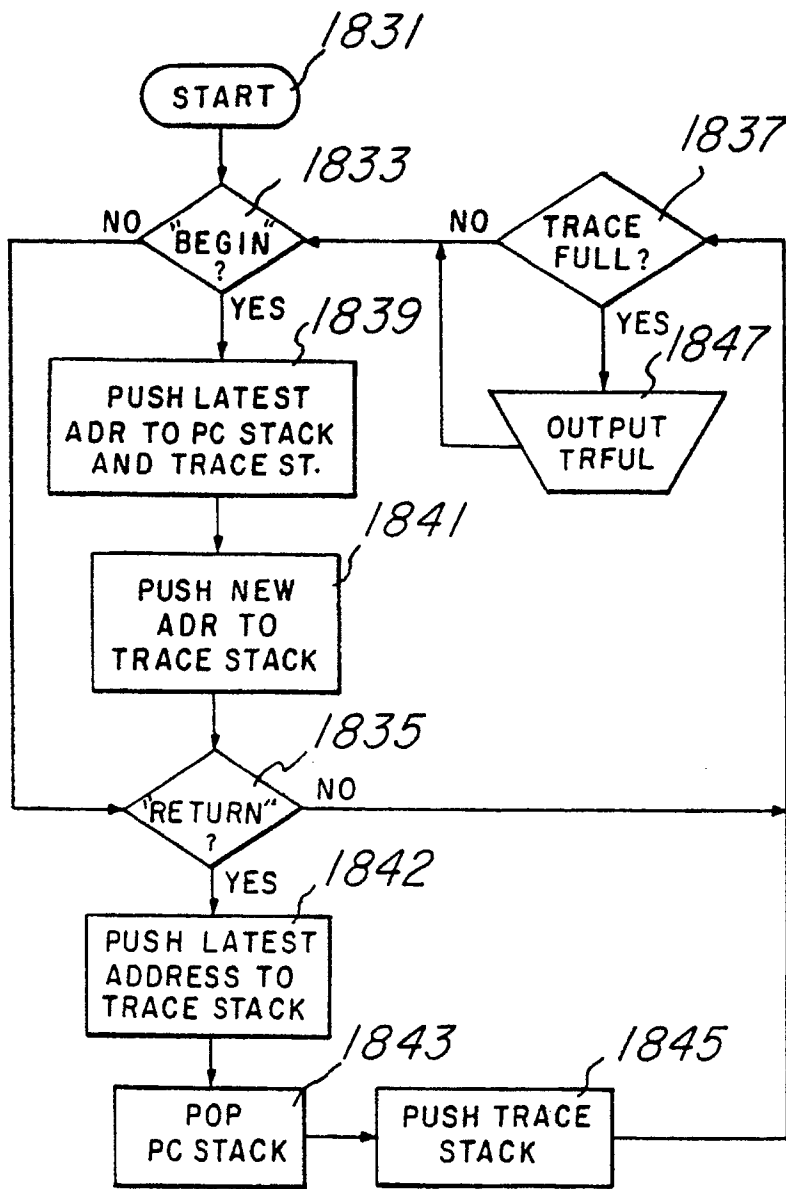 1831
START
1833
"BEGIN"
?
NO
YES
1837
TRACE
FULL?
NO
YES
1839
PUSH LATEST
ADR TO PC STACK
AND TRACE ST.
1847
OUTPUT
TRFUL
1841
PUSH NEW
ADR TO
TRACE STACK
1835
"RETURN"
?
NO
YES
1842
PUSH LATEST
ADDRESS TO
TRACE STACK
1843
POP
PC STACK
1845
PUSH TRACE
STACK